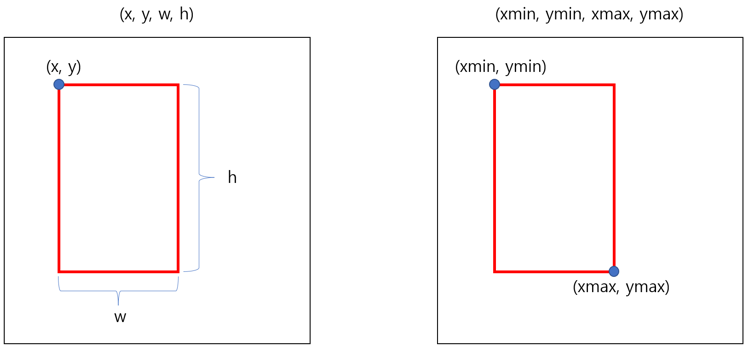 (x, y, w, h)
(x, y)
h
w
(xmin, ymin, xmax, ymax)
(xmin, ymin)
(xmax, ymax)